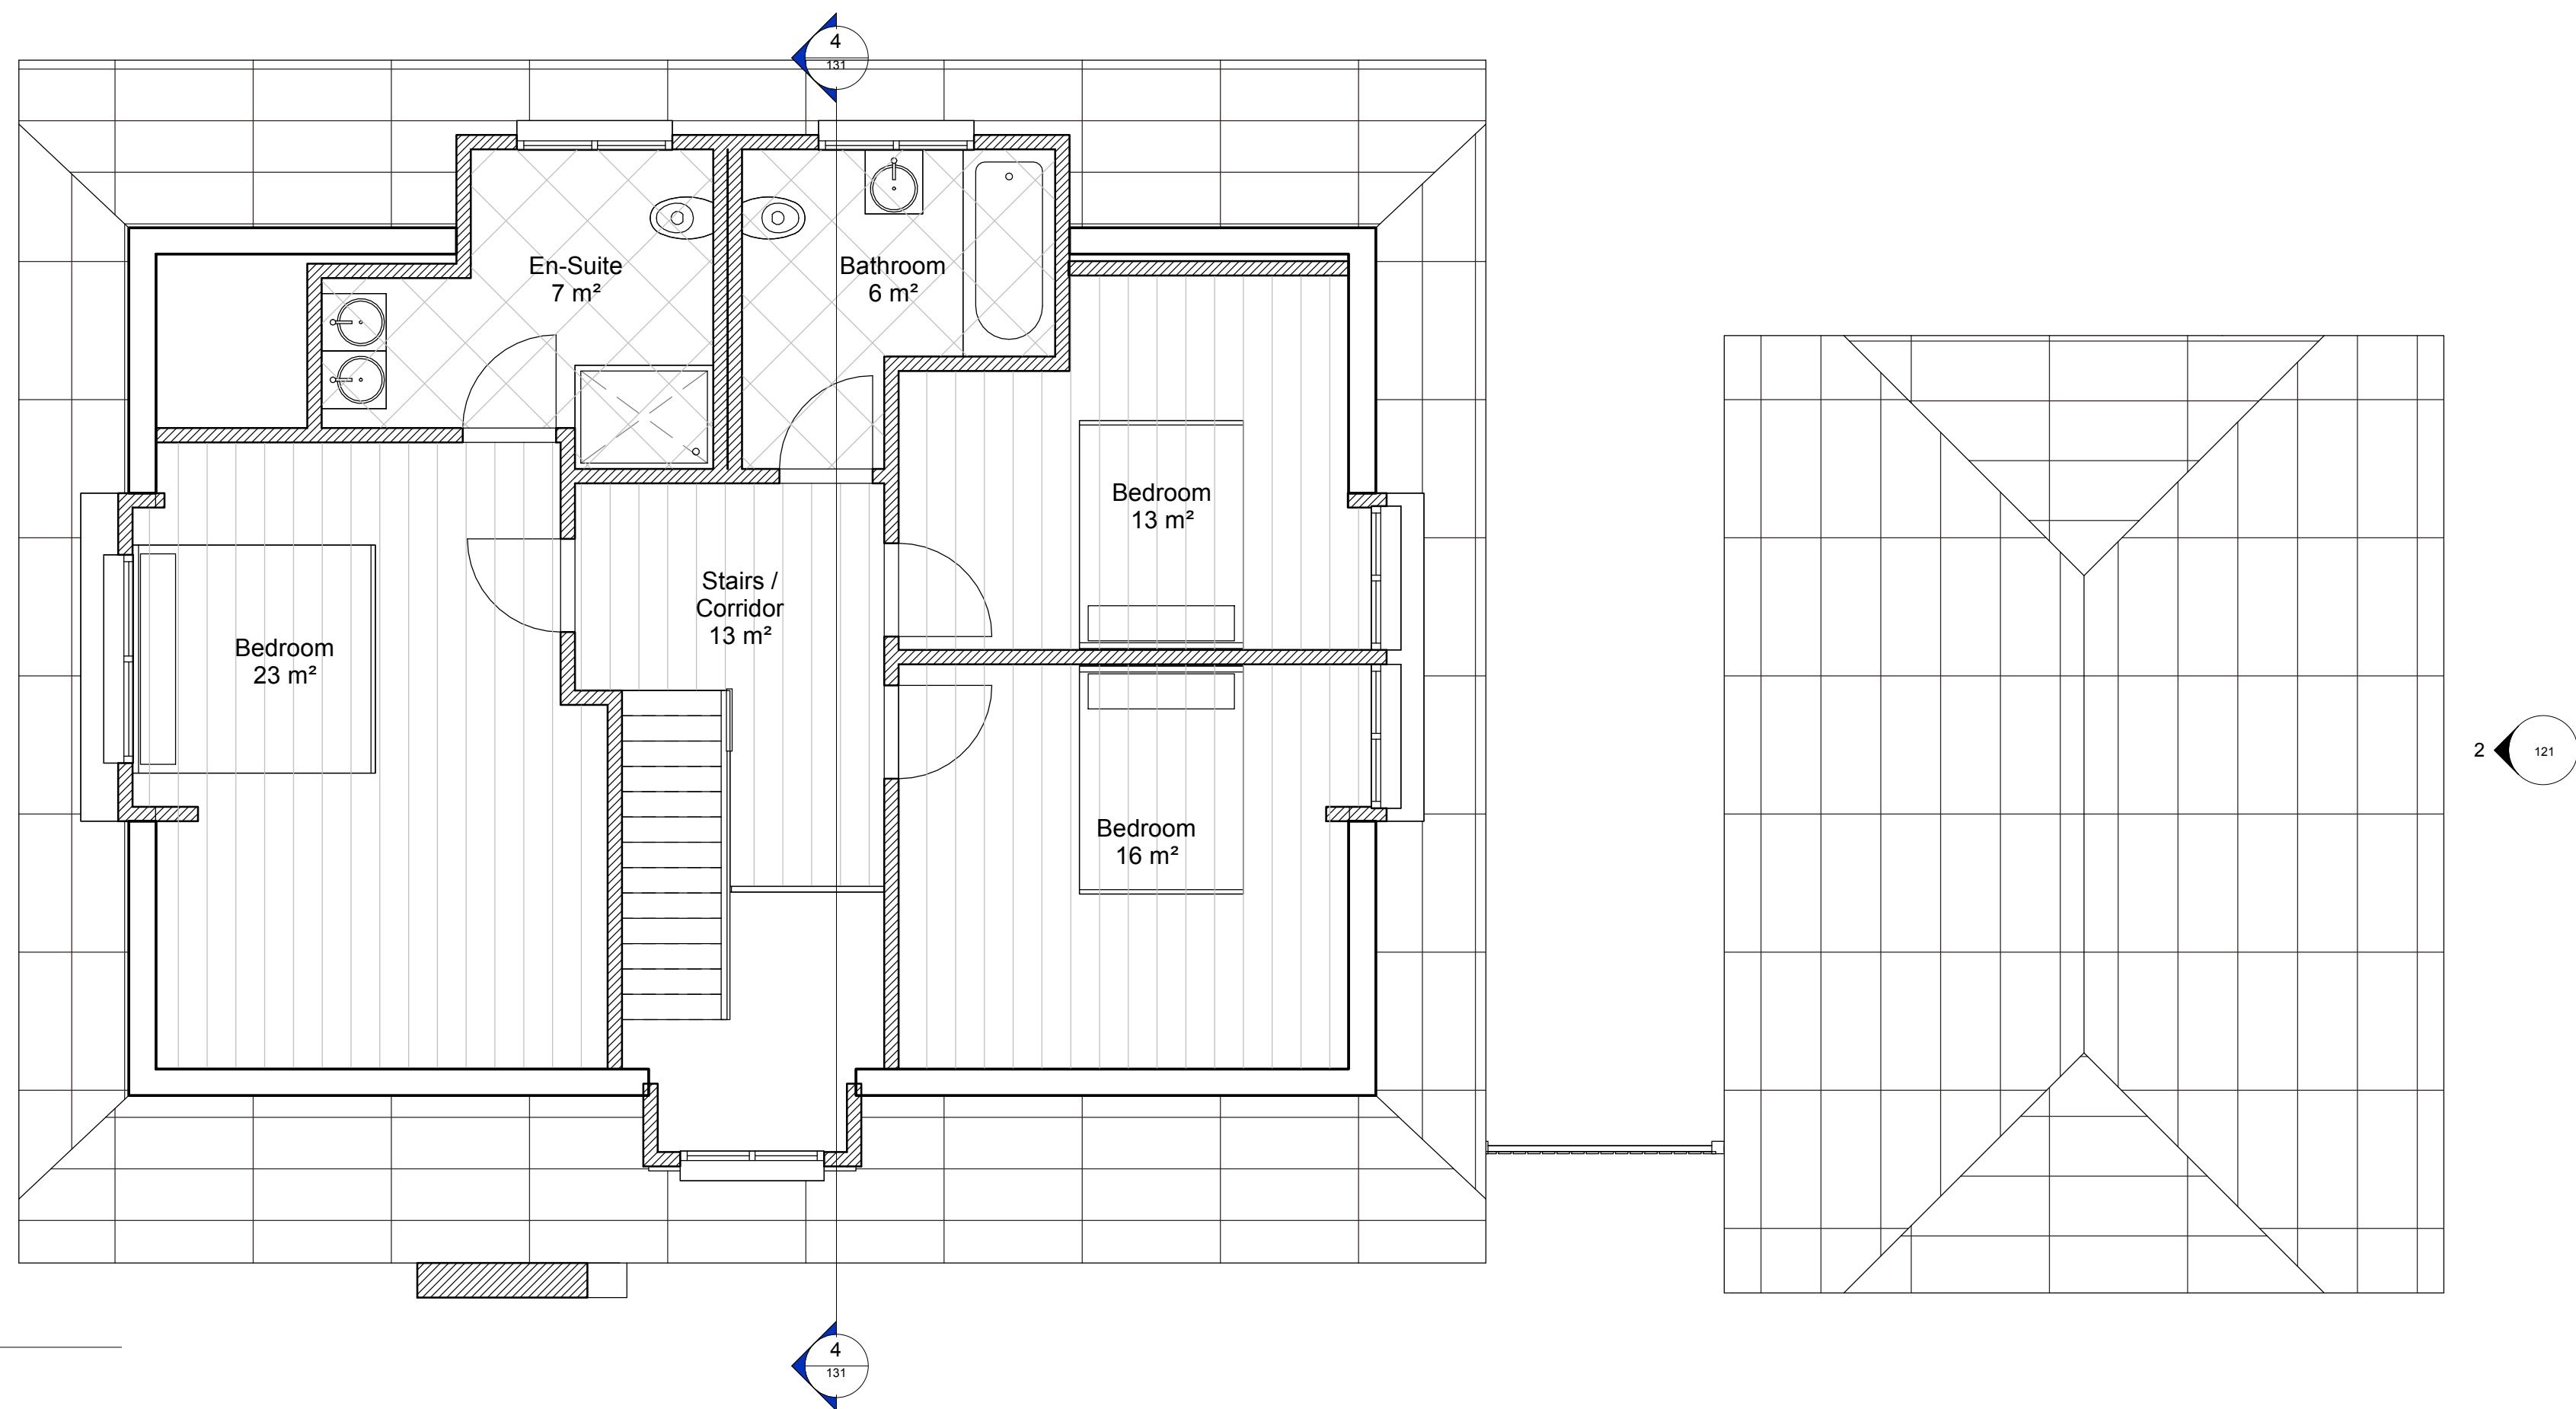 4
131
En-Suite
7 m²
Bathroom
6 m²
Bedroom
13 m²
Stairs /
Corridor
13 m²
Bedroom
23 m²
2
121
Bedroom
16 m²
4
131